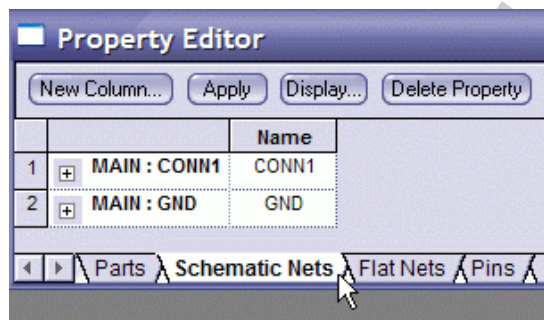 Property Editor
New Column... Apply Display... Delete Property
Name
1 MAIN : CONN1 CONN1
2 MAIN : GND GND
Parts Schematic Nets Flat Nets Pins